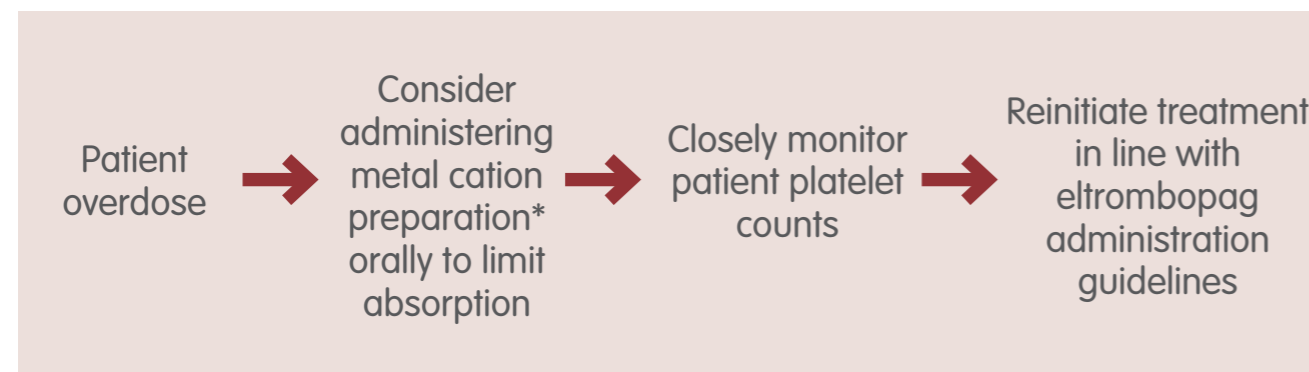 Patient
overdose
Consider
administering
metal cation
preparation*
orally to limit
absorption
Closely monitor
patient platelet
counts
Reinitiate treatment
in line with
eltrombopag
administration
guidelines